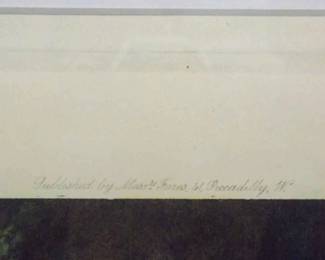 Published by Mess.rs Fores, 41, Piccadilly, W.